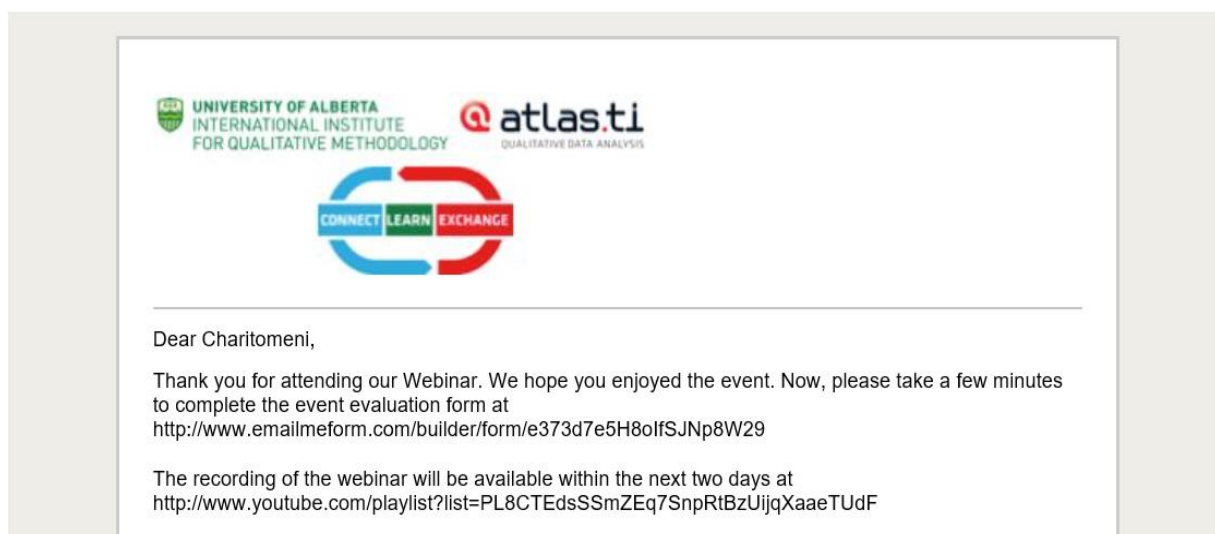 UNIVERSITY OF ALBERTA
INTERNATIONAL INSTITUTE
FOR QUALITATIVE METHODOLOGY
atlas.ti
QUALITATIVE DATA ANALYSIS
CONNECT LEARN EXCHANGE
Dear Charitomeni,
Thank you for attending our Webinar. We hope you enjoyed the event. Now, please take a few minutes
to complete the event evaluation form at
http://www.emailmeform.com/builder/form/e373d7e5H8oIfSJNp8W29
The recording of the webinar will be available within the next two days at
http://www.youtube.com/playlist?list=PL8CTEdsSSmZEq7SnpRtBzUijqXaaeTUdF